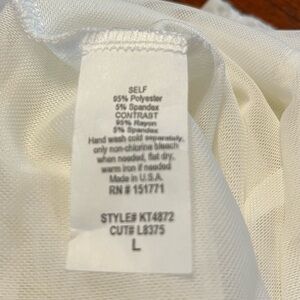 SELF
95% Polyester
5% Spandex
CONTRAST
95% Rayon
5% Spandex
Hand wash cold separately,
only non-chlorine bleach
when needed, flat dry,
warm iron if needed
Made in U.S.A.
RN # 151771
STYLE# KT4872
CUT# L8375
L